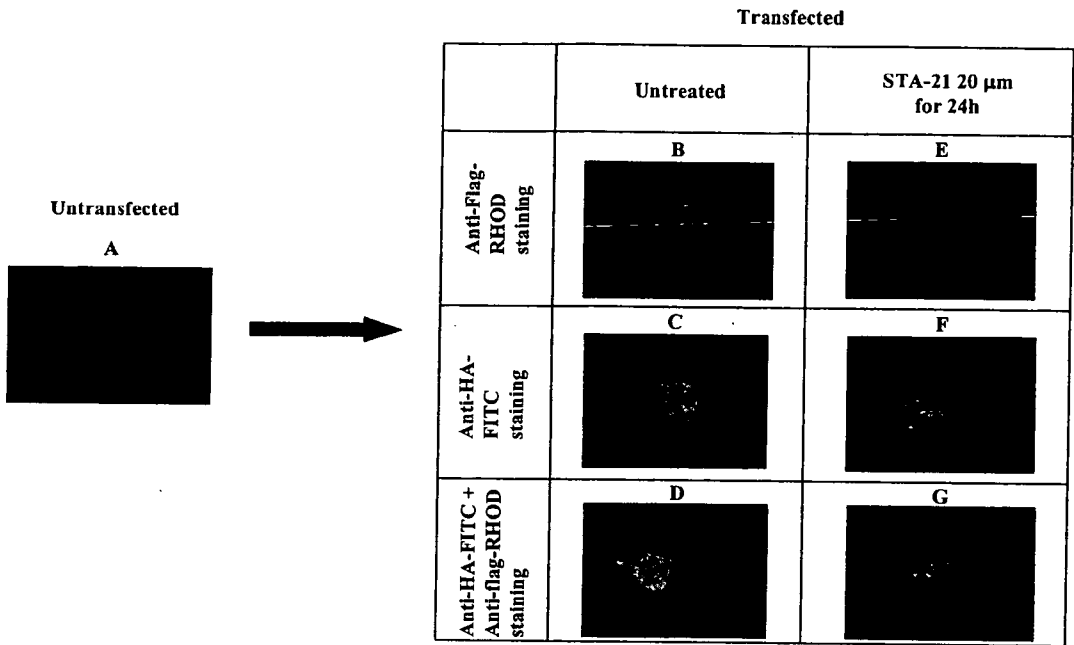 Transfected
Untreated
STA-21 20 µm
for 24h
Untransfected
A
Anti-Flag-
RHOD
staining
B
E
Anti-HA-
FITC
staining
C
F
Anti-HA-FITC +
Anti-flag-RHOD
staining
D
G